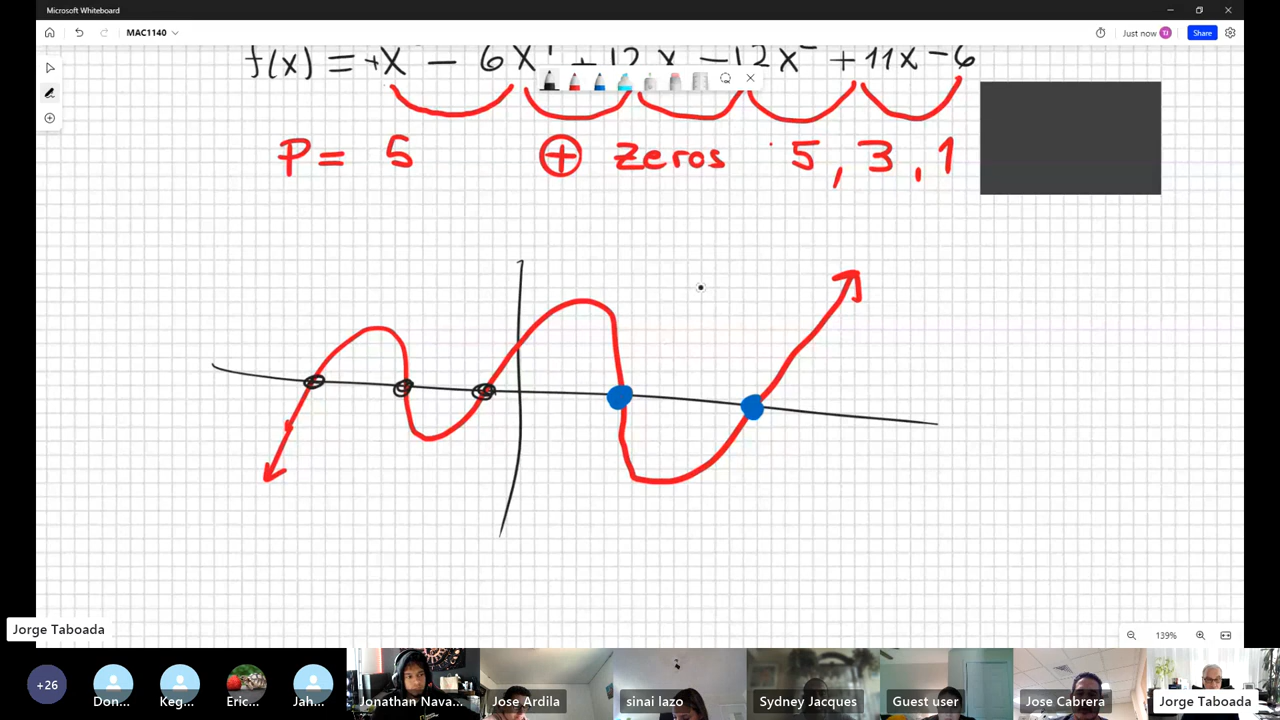 Microsoft Whiteboard
MAC1140
Just now TJ Share
f(x) = +x - 6x + 12x - 12x + 11x - 6
P = 5 ⊕ zeros 5, 3, 1
139%
Jorge Taboada
+26 Don... Keg... Eric... Jah... Jonathan Nava... Jose Ardila sinai lazo Sydney Jacques Guest user Jose Cabrera Jorge Taboada